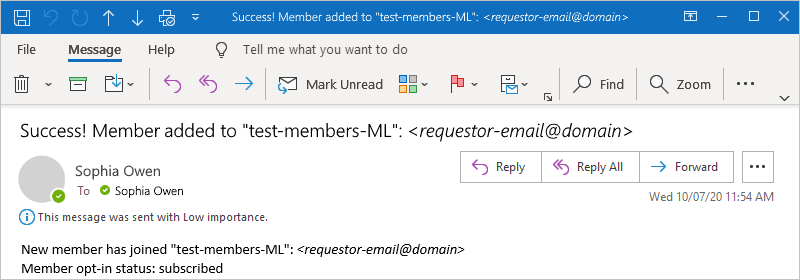 Success! Member added to "test-members-ML": <requestor-email@domain>
File Message Help Tell me what you want to do
Mark Unread Find Zoom
Success! Member added to "test-members-ML": <requestor-email@domain>
Sophia Owen
To Sophia Owen
Reply Reply All Forward
Wed 10/07/20 11:54 AM
This message was sent with Low importance.
New member has joined "test-members-ML": <requestor-email@domain>
Member opt-in status: subscribed